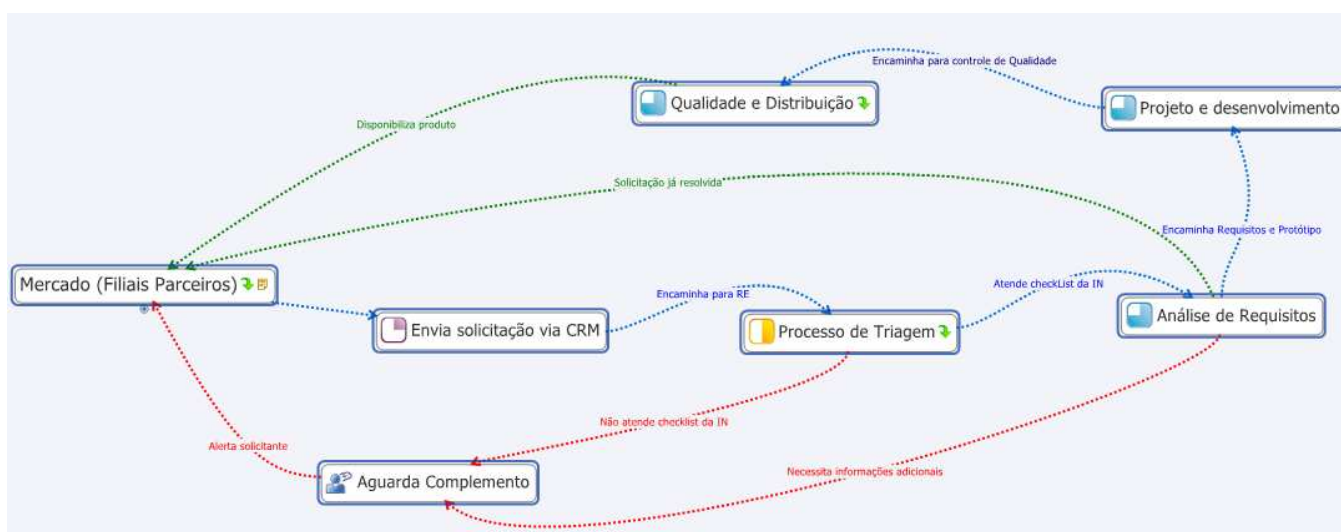 Encaminha para controle de Qualidade
Qualidade e Distribuição
Projeto e desenvolvimento
Disponibiliza produto
Solicitação já resolvida
Encaminha Requisitos e Protótipo
Mercado (Filiais Parceiros)
Encaminha para RE
Atende checkList da IN
Envia solicitação via CRM
Processo de Triagem
Análise de Requisitos
Não atende checklist da IN
Alerta solicitante
Aguarda Complemento
Necessita informações adicionais